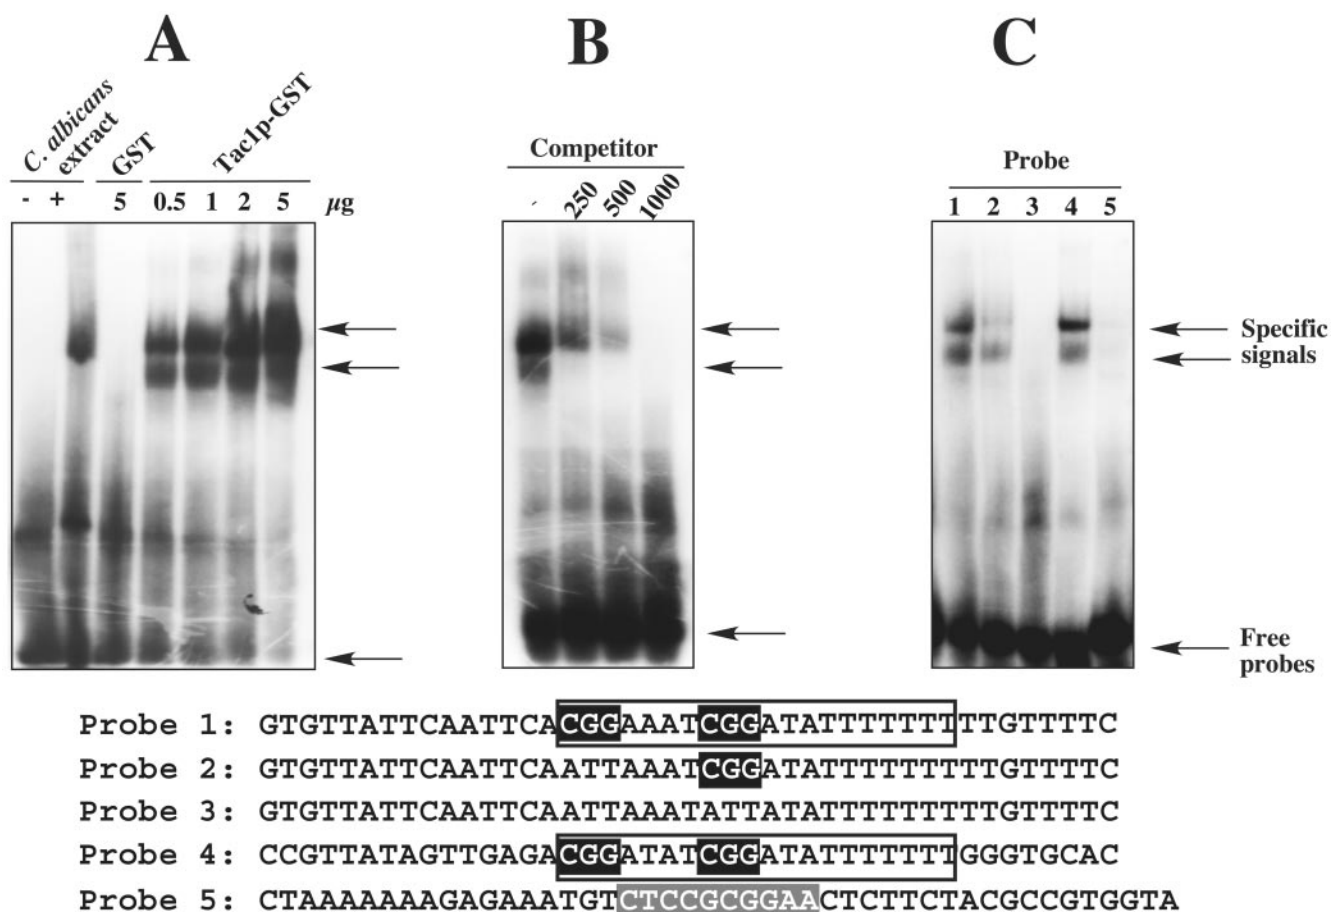 A
B
C
C. albicans
extract
GST
Tac1p-GST
- + 5 0.5 1 2 5 µg
Competitor
- 250 500 1000
Probe
1 2 3 4 5
Specific
signals
Free
probes
Probe 1: GTGTTATTCAATTCACGGAAATCGGATATTTTTTTTTGTTTTC
Probe 2: GTGTTATTCAATTCAATTAAATCGGATATTTTTTTTTGTTTTC
Probe 3: GTGTTATTCAATTCAATTAAATATTATATTTTTTTTTGTTTTC
Probe 4: CCGTTATAGTTGAGACGGATATCGGATATTTTTTTGGGTGCAC
Probe 5: CTAAAAAAAGAGAAATGTCTCCGCGGAACTCTTCTACGCCGTGGTA